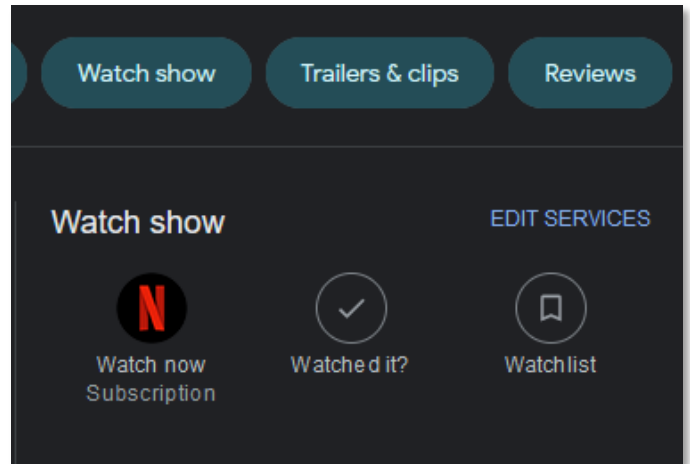 Watch show
Trailers & clips
Reviews
Watch show
EDIT SERVICES
N
Watch now
Subscription
Watched it?
Watchlist